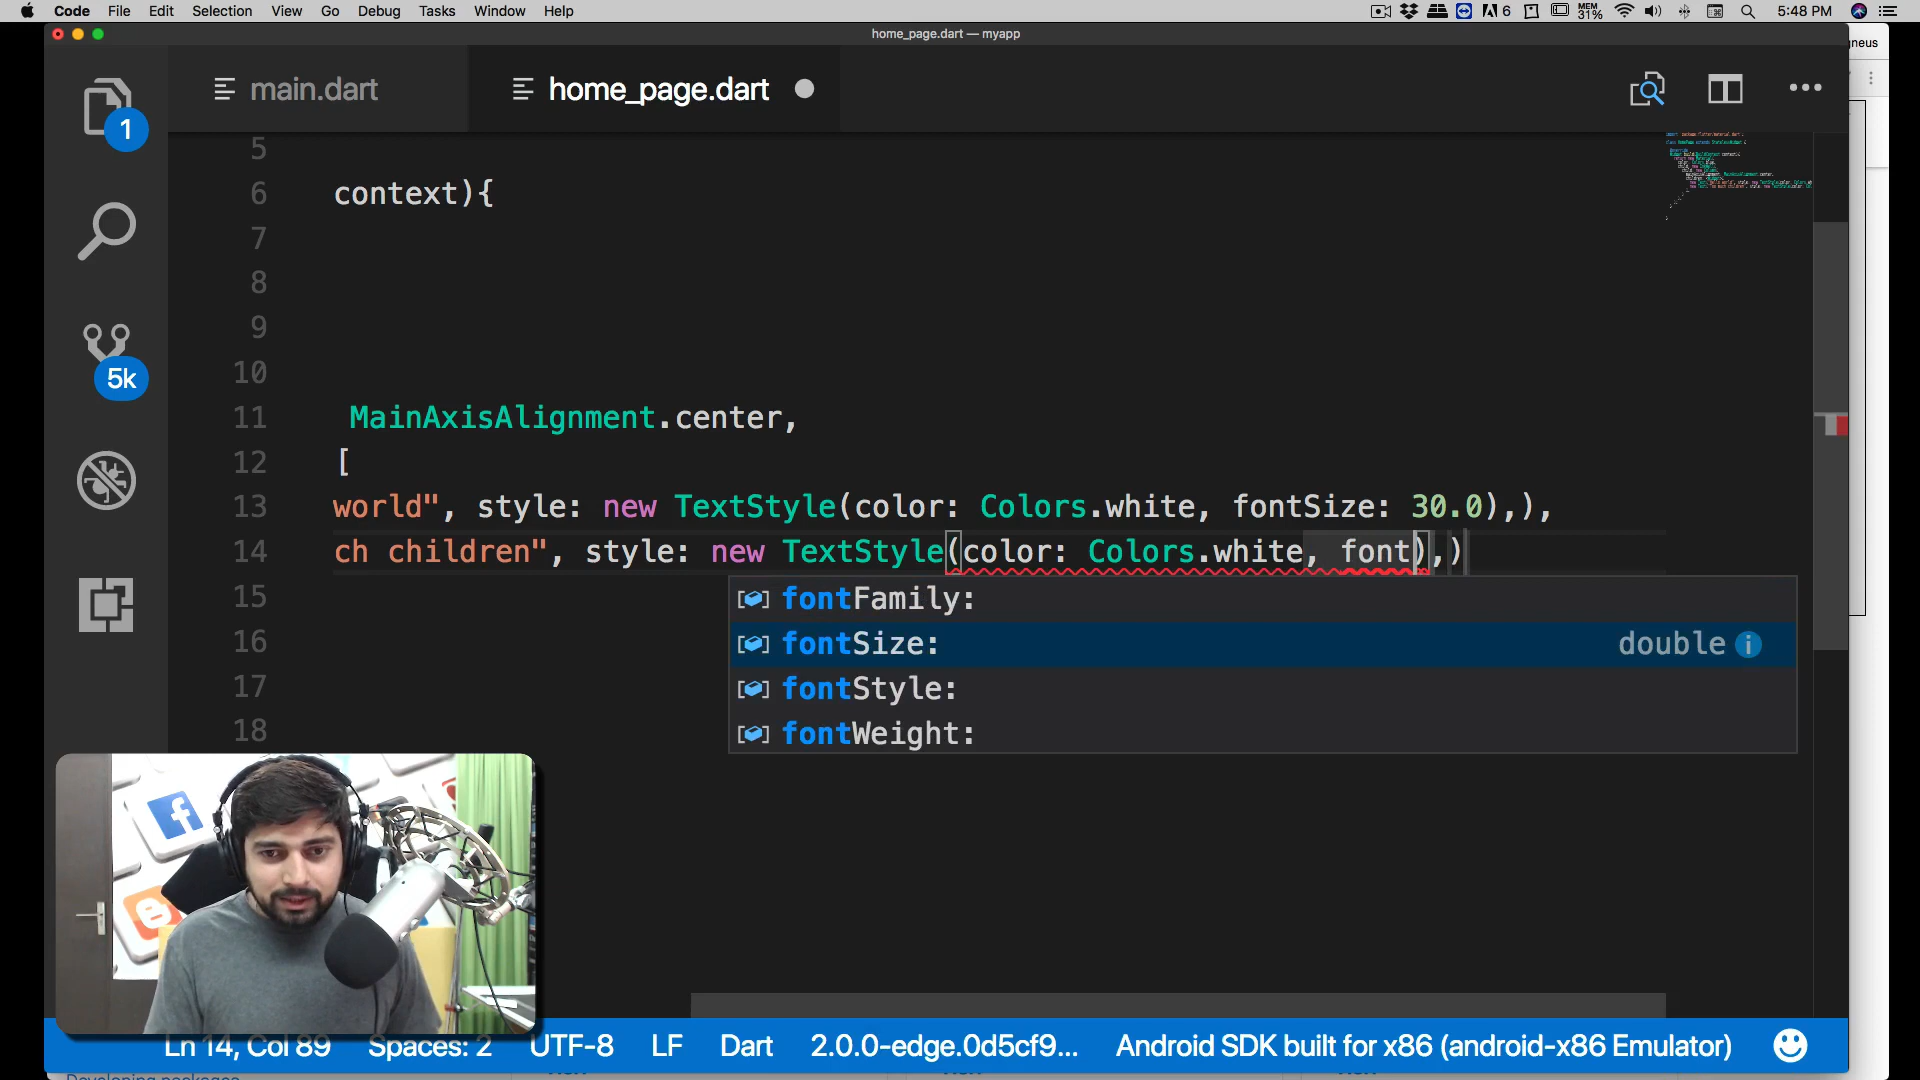 Code File Edit Selection View Go Debug Tasks Window Help
6 MEM 31% 5:48 PM
home_page.dart — myapp
gneus
main.dart home_page.dart
1
5k
5
6 context){
7
8
9
10
11 MainAxisAlignment.center,
12 [
13 world", style: new TextStyle(color: Colors.white, fontSize: 30.0),),
14 ch children", style: new TextStyle(color: Colors.white, font),)
15 fontFamily:
16 fontSize: double
17 fontStyle:
18 fontWeight:
Ln 14, Col 89 Spaces: 2 UTF-8 LF Dart 2.0.0-edge.0d5cf9... Android SDK built for x86 (android-x86 Emulator)